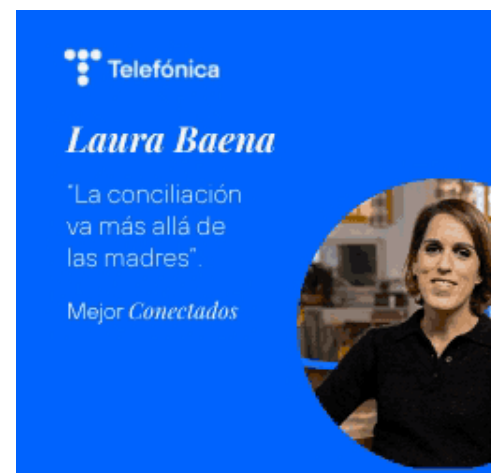 Telefónica
Laura Baena
"La conciliación
va más allá de
las madres".
Mejor Conectados